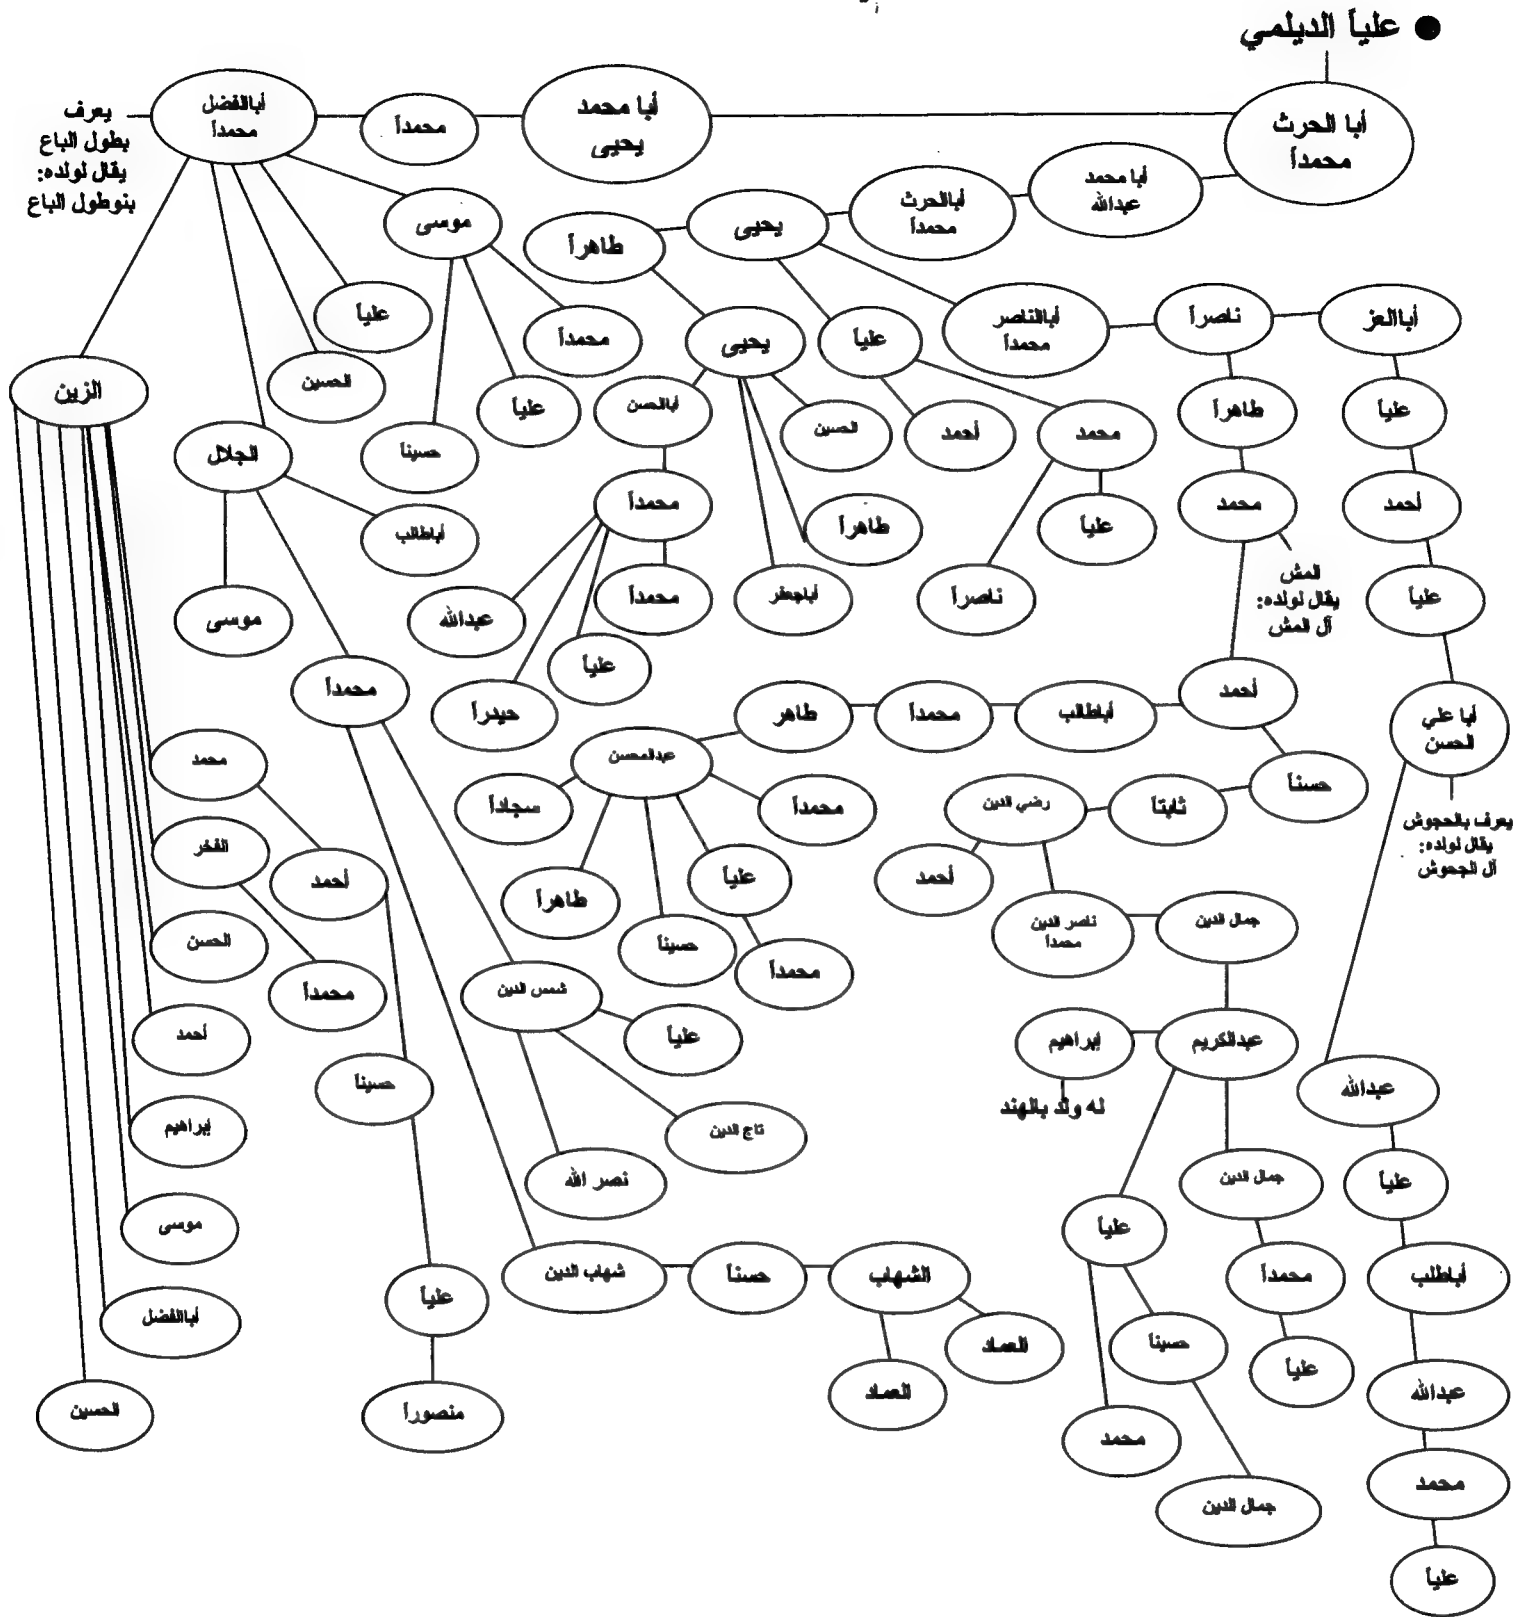 ● علياً الديلمي
أبا الحرث
محمداً
أبا محمد
يحيى
محمداً
أباالفضل
محمداً
يعرف
بطول الباع
يقال لولده:
بنوطول الباع
أبا محمد
عبدالله
أباالحرث
محمداً
يحيى
طاهراً
موسى
أباالعز
ناصراً
أباالناصر
محمداً
علياً
يحيى
محمداً
علياً
الحسين
الزين
علياً
طاهراً
محمد
أحمد
الحسين
أباالحسن
علياً
حسيناً
الجلال
أحمد
محمد
علياً
طاهراً
محمداً
أباطالب
علياً
المش
يقال لولده:
آل المش
ناصراً
أباجعفر
محمداً
عبدالله
موسى
علياً
أبا علي
الحسن
أحمد
أباطالب
محمداً
طاهر
حيدراً
محمداً
يعرف بالحجوش
يقال لولده:
آل الجحوش
حسناً
ثابتاً
رضي الدين
محمداً
عبدالمحسن
سجاداً
محمد
أحمد
علياً
طاهراً
أحمد
الفخر
جمال الدين
ناصر الدين
محمداً
محمداً
حسيناً
شمس الدين
محمداً
الحسن
عبدالكريم
إبراهيم
له ولد بالهند
علياً
أحمد
عبدالله
حسيناً
تاج الدين
إبراهيم
علياً
جمال الدين
نصر الله
علياً
موسى
أباطلب
محمداً
الشهاب
حسناً
شهاب الدين
علياً
أباالفضل
علياً
حسيناً
العماد
العماد
عبدالله
محمد
منصوراً
الحسين
محمد
جمال الدين
علياً